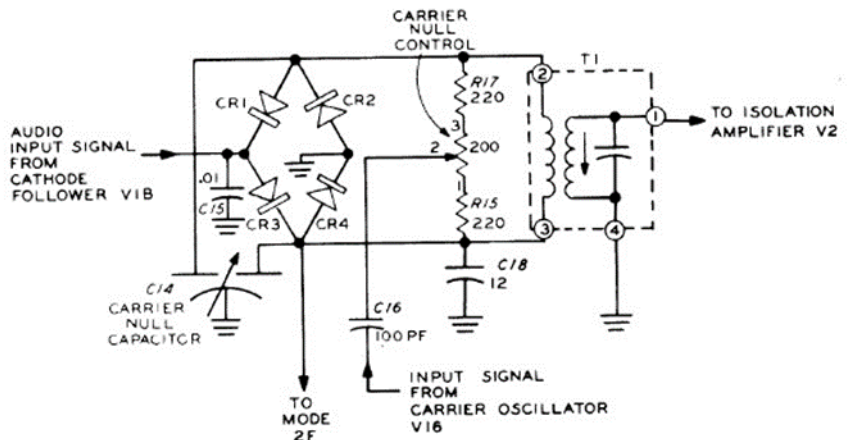 CARRIER
NULL
CONTROL
T1
2
R17
220
CR1
CR2
3
1
TO ISOLATION
AMPLIFIER V2
AUDIO
INPUT SIGNAL
FROM
CATHODE
FOLLOWER V1B
2
200
.01
C15
1
R15
220
CR3
CR4
3
4
C14
CARRIER
NULL
CAPACITOR
C18
12
C16
100 PF
TO
MODE
2F
INPUT SIGNAL
FROM
CARRIER OSCILLATOR
V16